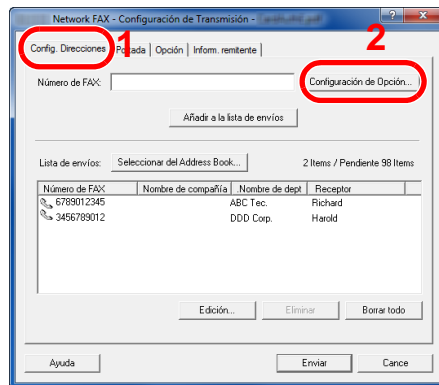 Network FAX - Configuración de Transmisión -
Config. Direcciones 1 Portada Opción Inform. remitente 2
Número de FAX: Configuración de Opción...
Añadir a la lista de envíos
Lista de envíos: Seleccionar del Address Book... 2 Items / Pendiente 98 Items
Número de FAX Nombre de compañía .Nombre de dept Receptor
6789012345 ABC Tec. Richard
3456789012 DDD Corp. Harold
Edición... Eliminar Borrar todo
Ayuda Enviar Cance